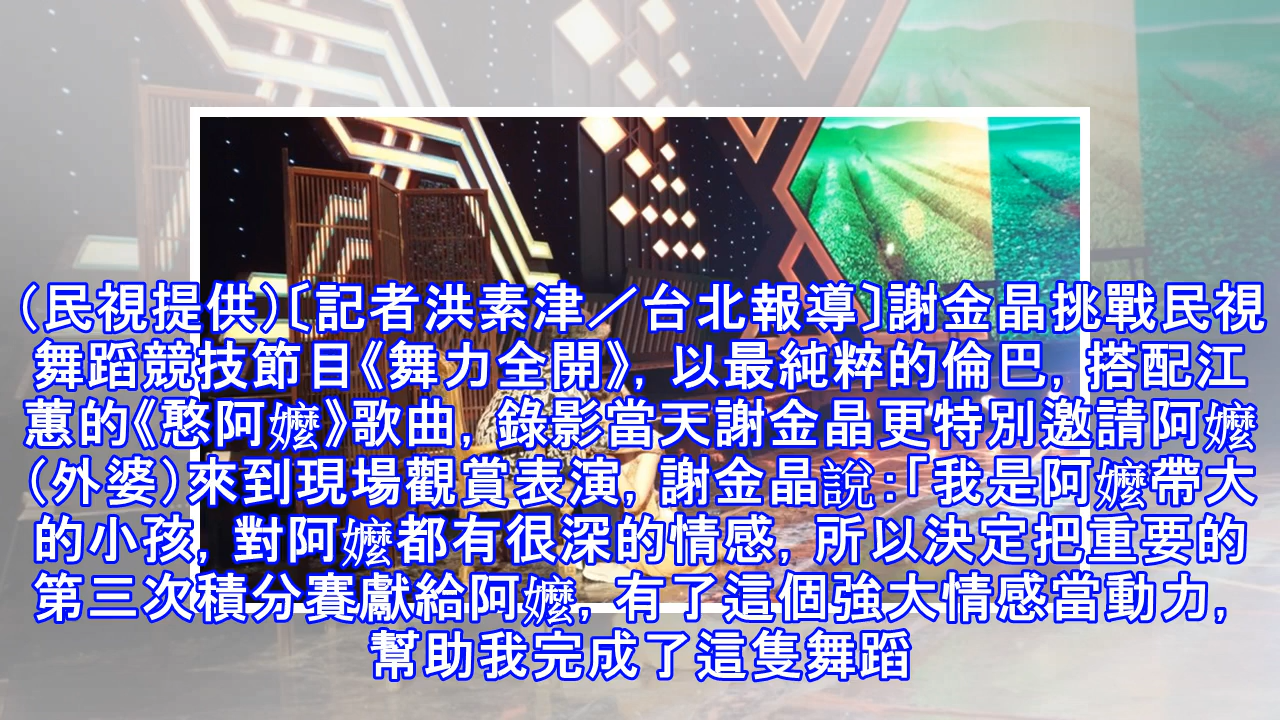 (民視提供)〔記者洪素津／台北報導〕謝金晶挑戰民視
舞蹈競技節目《舞力全開》, 以最純粹的倫巴, 搭配江
蕙的《憨阿嬤》歌曲, 錄影當天謝金晶更特別邀請阿嬤
(外婆)來到現場觀賞表演, 謝金晶說:「我是阿嬤帶大
的小孩, 對阿嬤都有很深的情感, 所以決定把重要的
第三次積分賽獻給阿嬤, 有了這個強大情感當動力,
幫助我完成了這隻舞蹈